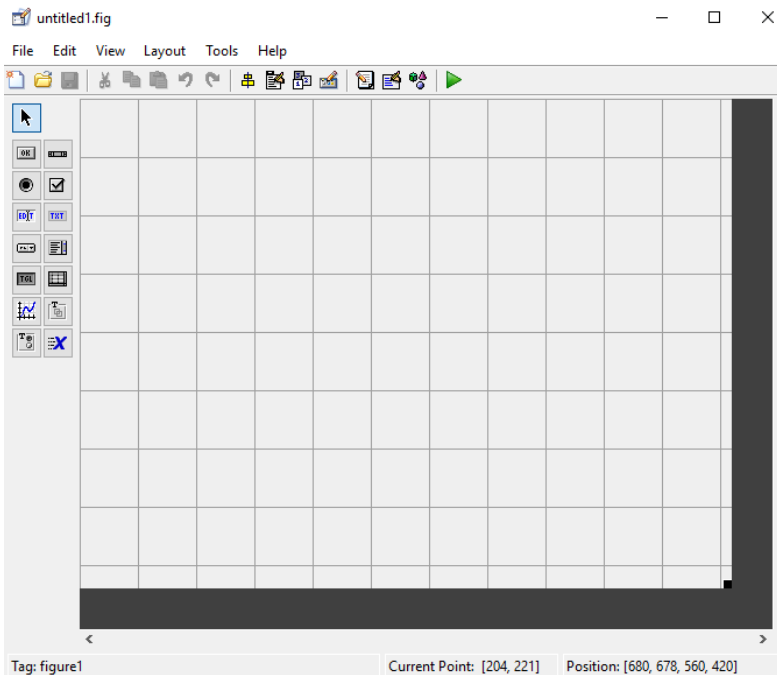 untitled1.fig
File Edit View Layout Tools Help
OK
EDIT TXT
TGL
Tag: figure1 Current Point: [204, 221] Position: [680, 678, 560, 420]